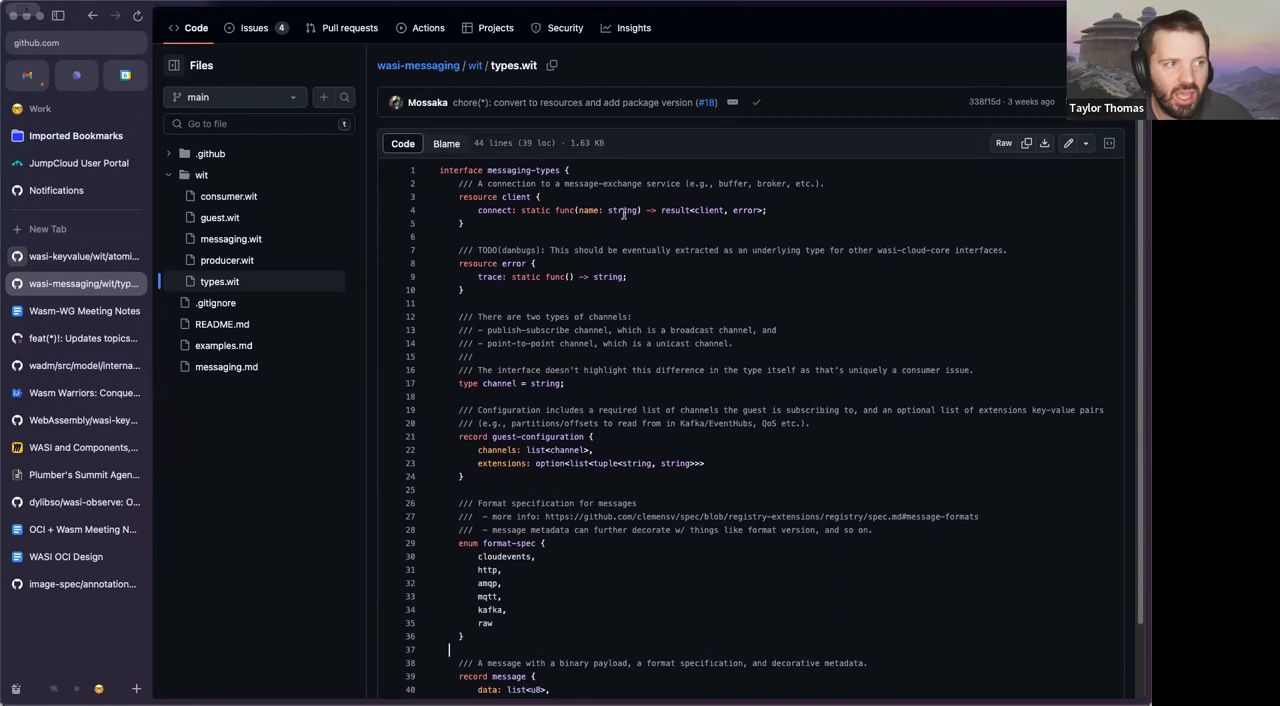 github.com
Work
Imported Bookmarks
JumpCloud User Portal
Notifications
New Tab
wasi-keyvalue/wit/atomi...
wasi-messaging/wit/typ...
Wasm-WG Meeting Notes
feat(*)!: Updates topics...
wadm/src/model/interna...
Wasm Warriors: Conque...
WebAssembly/wasi-key...
WASI and Components,...
Plumber's Summit Agen...
dylibso/wasi-observe: O...
OCI + Wasm Meeting N...
WASI OCI Design
image-spec/annotation...
Code
Issues 4
Pull requests
Actions
Projects
Security
Insights
Files
main
Go to file
t
.github
wit
consumer.wit
guest.wit
messaging.wit
producer.wit
types.wit
.gitignore
README.md
examples.md
messaging.md
wasi-messaging / wit / types.wit
Mossaka chore(*): convert to resources and add package version (#18)
338f15d · 3 weeks ago
Code Blame 44 lines (39 loc) · 1.63 KB
Raw
1 interface messaging-types {
2 /// A connection to a message-exchange service (e.g., buffer, broker, etc.).
3 resource client {
4 connect: static func(name: string) -> result<client, error>;
5 }
6
7 /// TODO(danbugs): This should be eventually extracted as an underlying type for other wasi-cloud-core interfaces.
8 resource error {
9 trace: static func() -> string;
10 }
11
12 /// There are two types of channels:
13 /// - publish-subscribe channel, which is a broadcast channel, and
14 /// - point-to-point channel, which is a unicast channel.
15 ///
16 /// The interface doesn't highlight this difference in the type itself as that's uniquely a consumer issue.
17 type channel = string;
18
19 /// Configuration includes a required list of channels the guest is subscribing to, and an optional list of extensions key-value pairs
20 /// (e.g., partitions/offsets to read from in Kafka/EventHubs, QoS etc.).
21 record guest-configuration {
22 channels: list<channel>,
23 extensions: option<list<tuple<string, string>>>
24 }
25
26 /// Format specification for messages
27 /// - more info: https://github.com/clemensv/spec/blob/registry-extensions/registry/spec.md#message-formats
28 /// - message metadata can further decorate w/ things like format version, and so on.
29 enum format-spec {
30 cloudevents,
31 http,
32 amqp,
33 mqtt,
34 kafka,
35 raw
36 }
37
38 /// A message with a binary payload, a format specification, and decorative metadata.
39 record message {
40 data: list<u8>,
Taylor Thomas